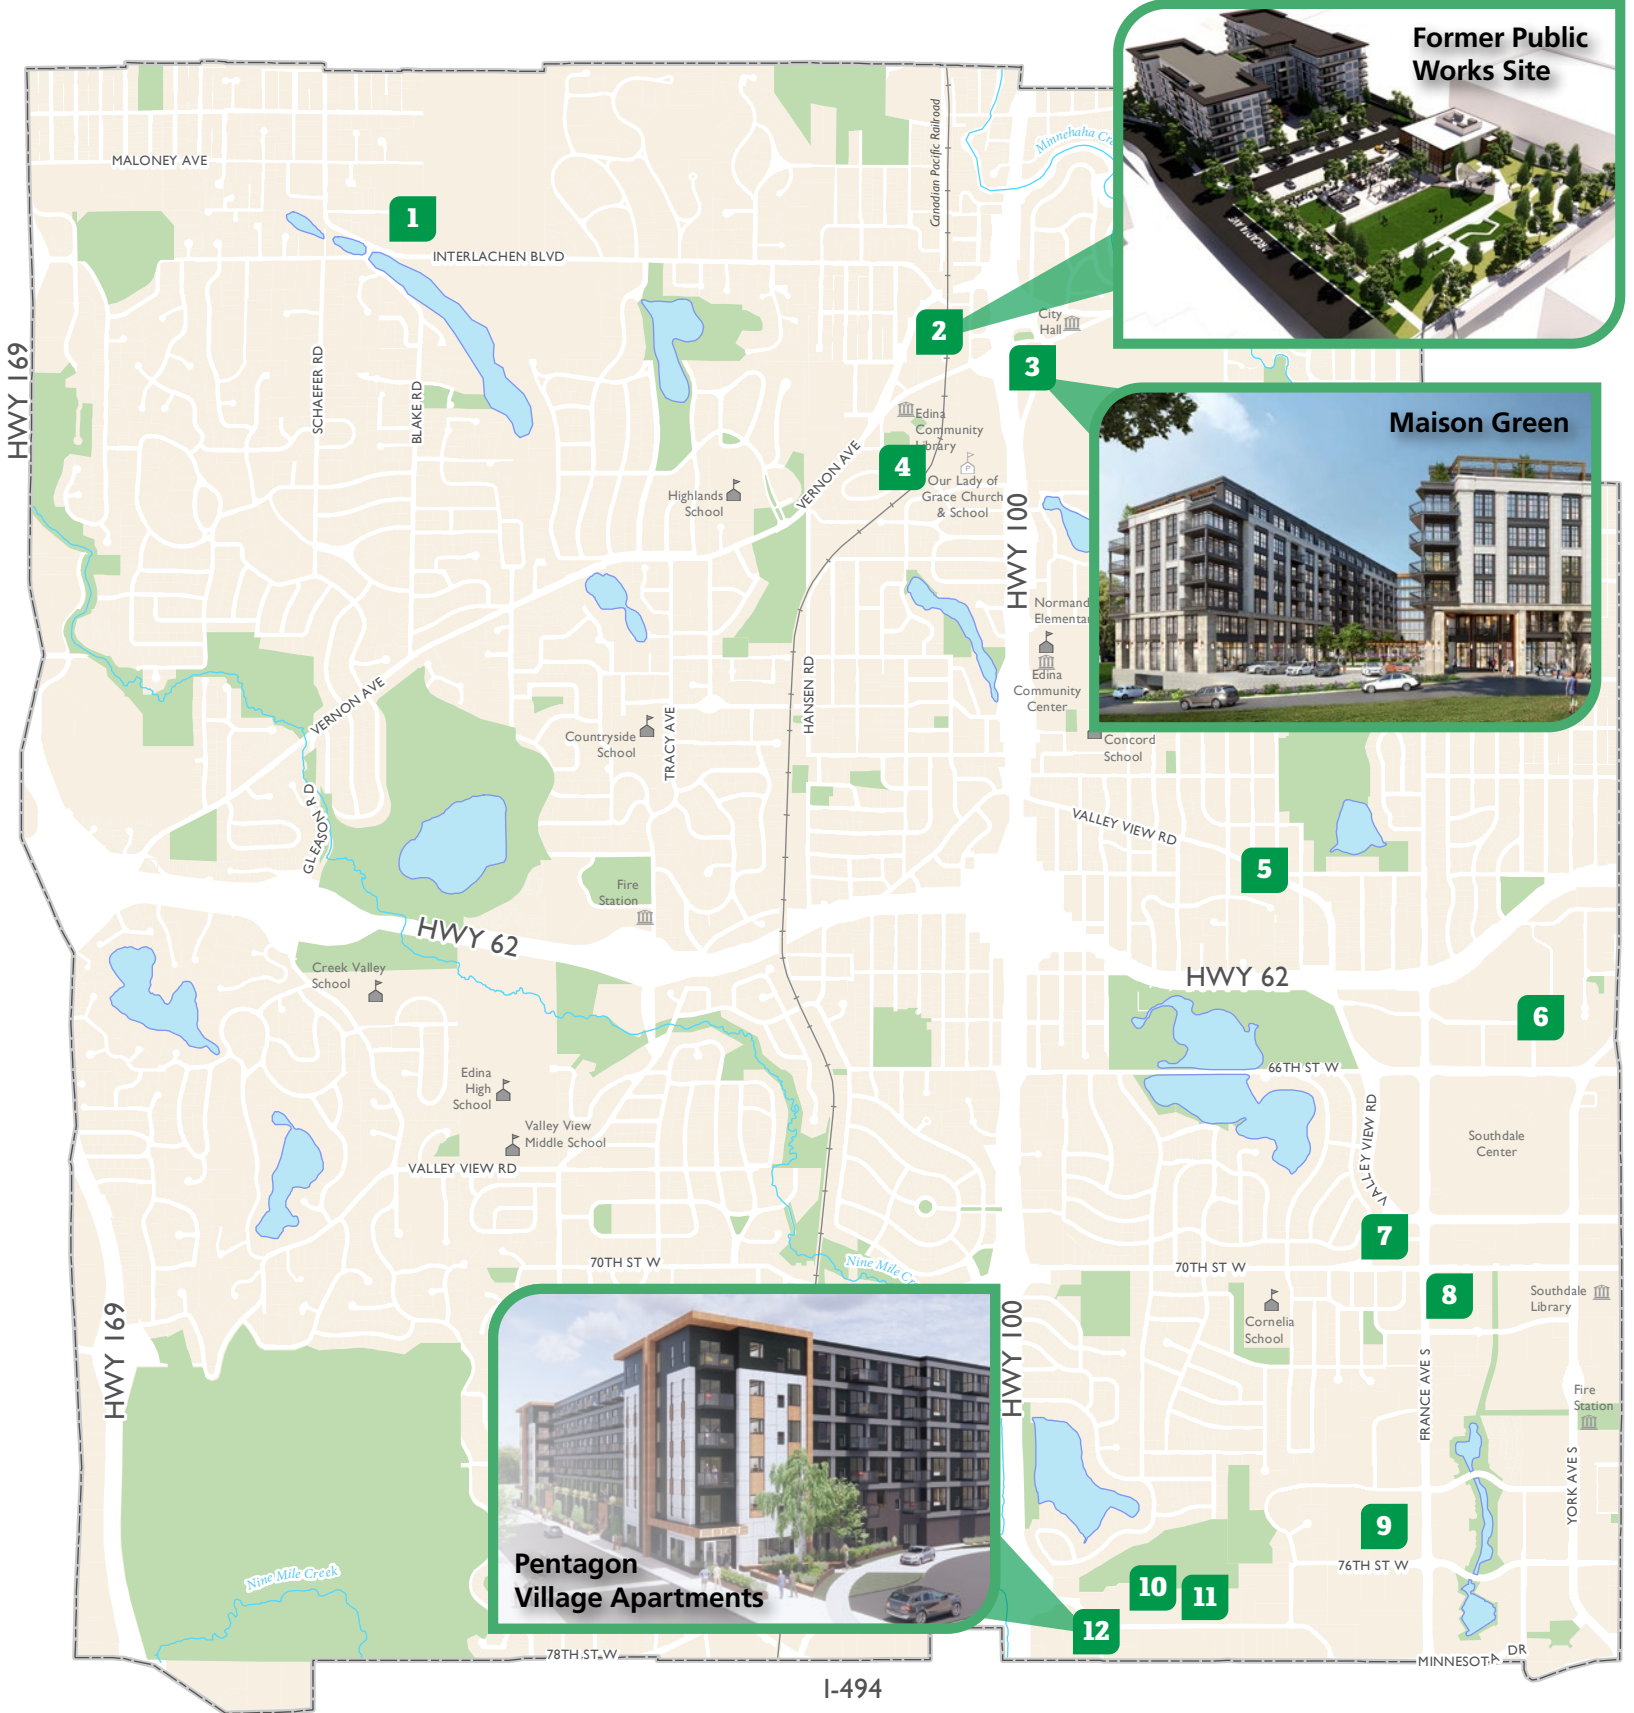 Former Public
Works Site
Canadian Pacific Railroad
Minnehaha Cre
MALONEY AVE
1
INTERLACHEN BLVD
2
City
Hall
3
HWY 169
SCHAEFER RD
BLAKE RD
Edina
Community
Library
Maison Green
VERNON AVE
4
Our Lady of
Grace Church
& School
Highlands
School
HWY 100
Normand
Elementar
Edina
Community
Center
VERNON AVE
HANSEN RD
TRACY AVE
Countryside
School
Concord
School
GLEASON RD
VALLEY VIEW RD
5
Fire
Station
HWY 62
Creek Valley
School
HWY 62
6
66TH ST W
Edina
High
School
Valley View
Middle School
VALLEY VIEW RD
VALLEY VIEW RD
Southdale
Center
7
70TH ST W
Nine Mile Cr
70TH ST W
8
Southdale
Library
Cornelia
School
HWY 169
HWY 100
FRANCE AVE S
Fire
Station
YORK AVE S
9
76TH ST W
Pentagon
Village Apartments
Nine Mile Creek
10
11
12
78TH ST W
MINNESOTA DR
I-494